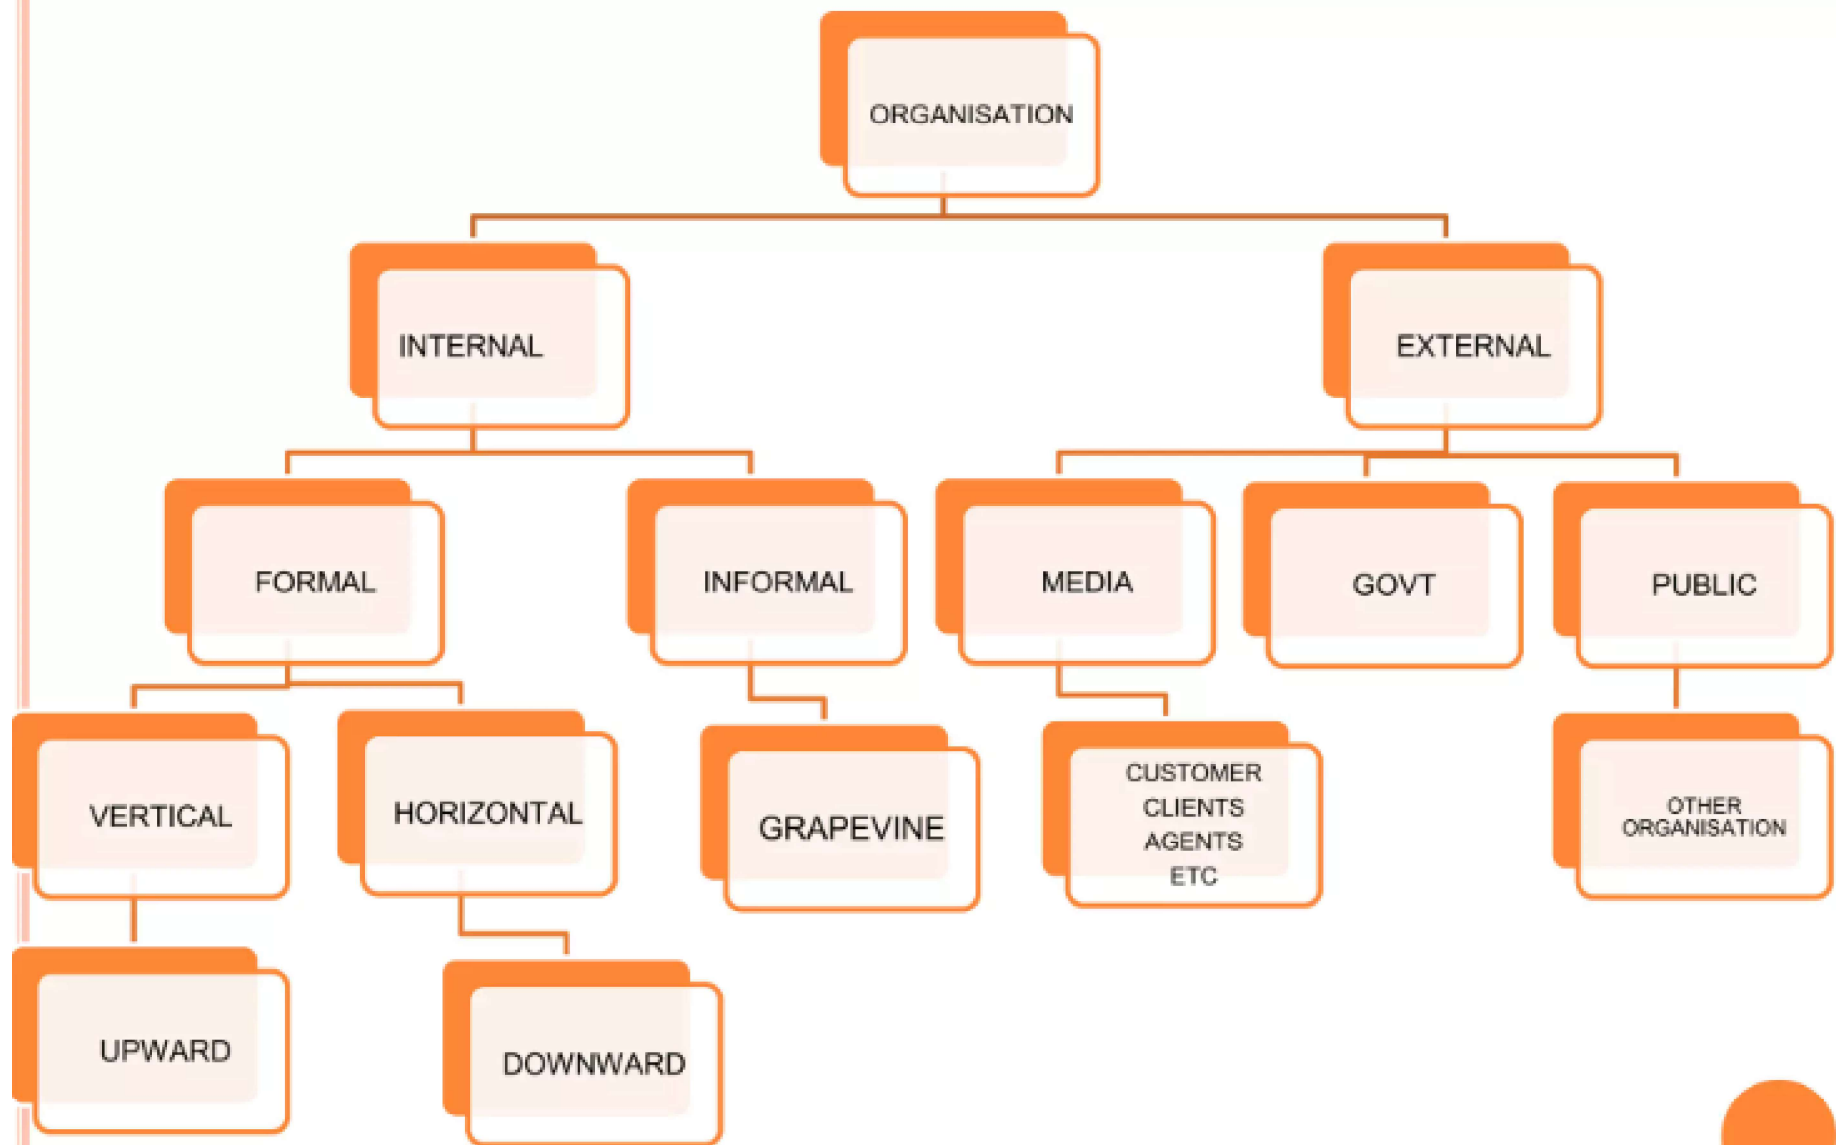 ORGANISATION
INTERNAL
EXTERNAL
FORMAL
INFORMAL
MEDIA
GOVT
PUBLIC
VERTICAL
HORIZONTAL
GRAPEVINE
CUSTOMER
CLIENTS
AGENTS
ETC
OTHER
ORGANISATION
UPWARD
DOWNWARD